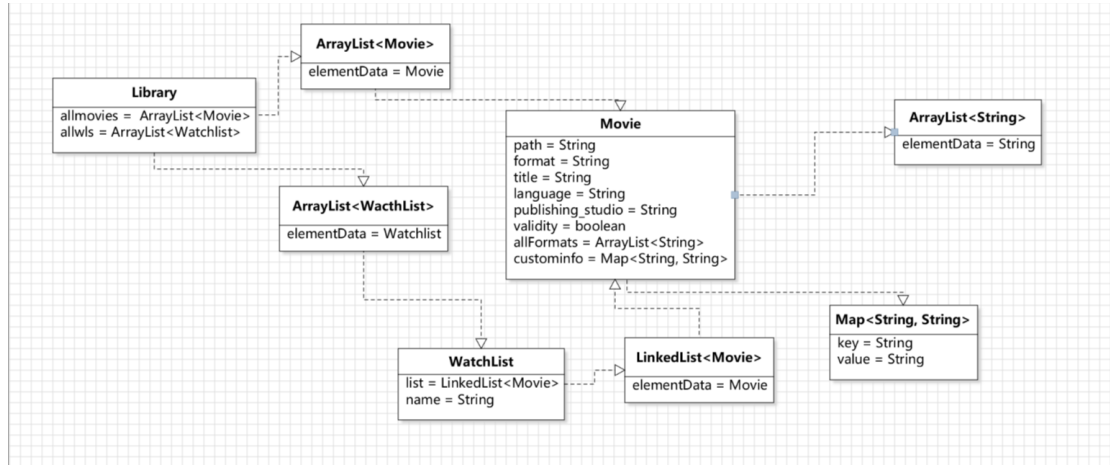 ArrayList<Movie>
elementData = Movie
Library
allmovies =  ArrayList<Movie>
allwls = ArrayList<Watchlist>
Movie
path = String
format = String
title = String
language = String
publishing_studio = String
validity = boolean
allFormats = ArrayList<String>
custominfo = Map<String, String>
ArrayList<String>
elementData = String
ArrayList<WacthList>
elementData = Watchlist
Map<String, String>
key = String
value = String
WatchList
list = LinkedList<Movie>
name = String
LinkedList<Movie>
elementData = Movie